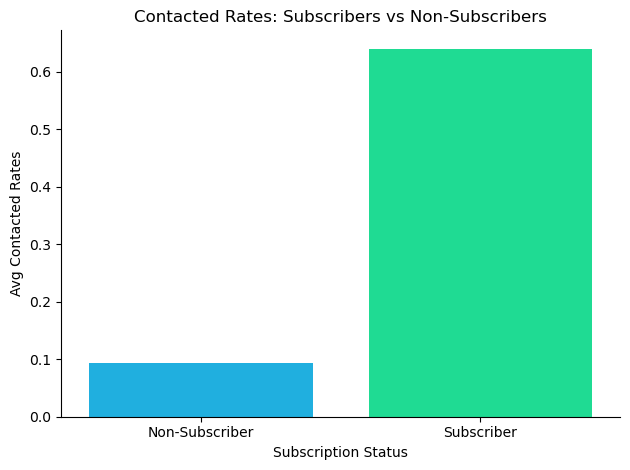 Contacted Rates: Subscribers vs Non-Subscribers
Avg Contacted Rates
0.6
0.5
0.4
0.3
0.2
0.1
0.0
Non-Subscriber
Subscriber
Subscription Status